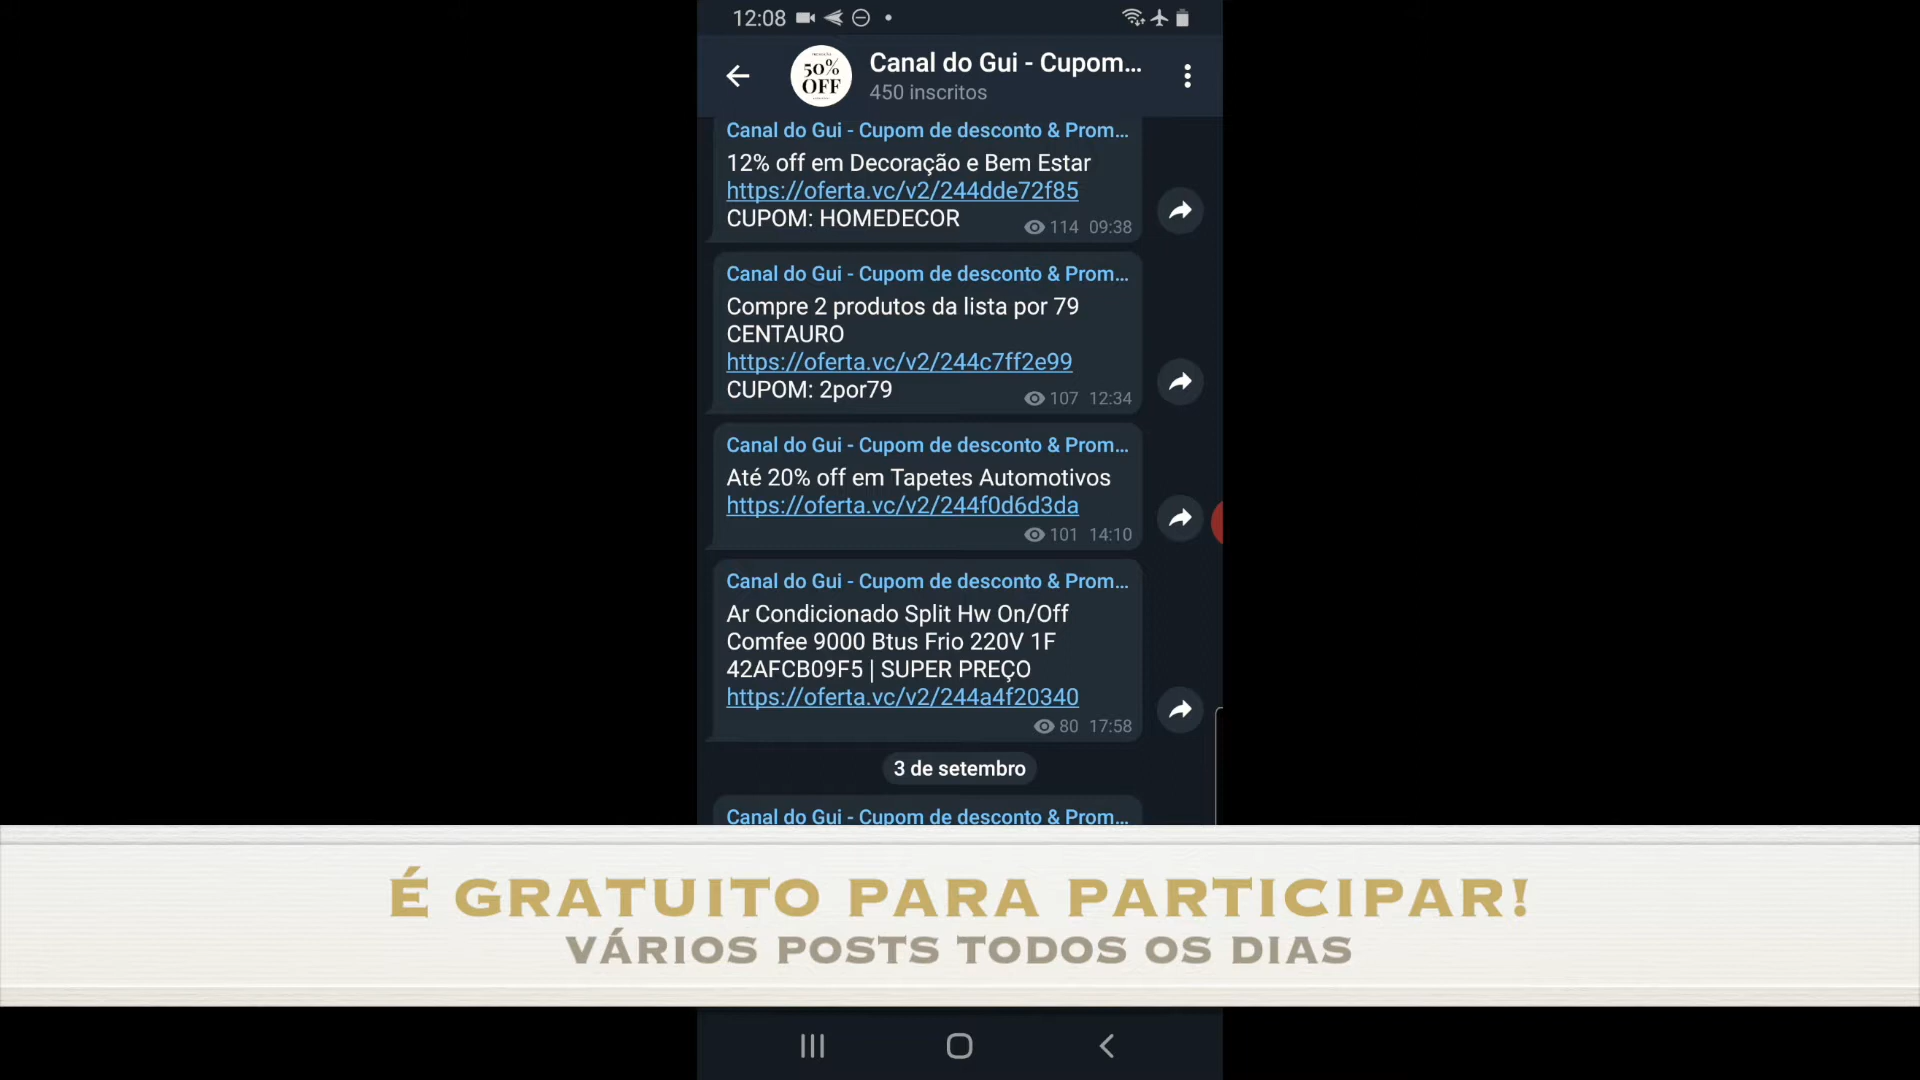 12:08
50%
OFF
Canal do Gui - Cupom...
450 inscritos
Canal do Gui - Cupom de desconto & Prom...
12% off em Decoração e Bem Estar
https://oferta.vc/v2/244dde72f85
CUPOM: HOMEDECOR
114 09:38
Canal do Gui - Cupom de desconto & Prom...
Compre 2 produtos da lista por 79
CENTAURO
https://oferta.vc/v2/244c7ff2e99
CUPOM: 2por79
107 12:34
Canal do Gui - Cupom de desconto & Prom...
Até 20% off em Tapetes Automotivos
https://oferta.vc/v2/244f0d6d3da
101 14:10
Canal do Gui - Cupom de desconto & Prom...
Ar Condicionado Split Hw On/Off
Comfee 9000 Btus Frio 220V 1F
42AFCB09F5 | SUPER PREÇO
https://oferta.vc/v2/244a4f20340
80 17:58
3 de setembro
Canal do Gui - Cupom de desconto & Prom...
É GRATUITO PARA PARTICIPAR!
VÁRIOS POSTS TODOS OS DIAS